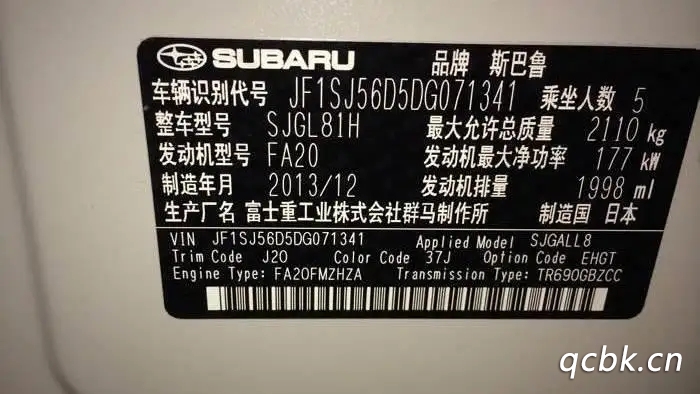 SUBARU 品牌 斯巴鲁
车辆识别代号 JF1SJ56D5DG071341 乘坐人数 5
整车型号 SJGL81H 最大允许总质量 2110 kg
发动机型号 FA20 发动机最大净功率 177 kW
制造年月 2013/12 发动机排量 1998 ml
生产厂名 富士重工业株式会社群马制作所 制造国 日本
VIN JF1SJ56D5DG071341 Applied Model SJGALL8
Trim Code J20 Color Code 37J Option Code EHGT
Engine Type: FA20FMZHZA Transmission Type: TR690GBZCC
qcbk.cn